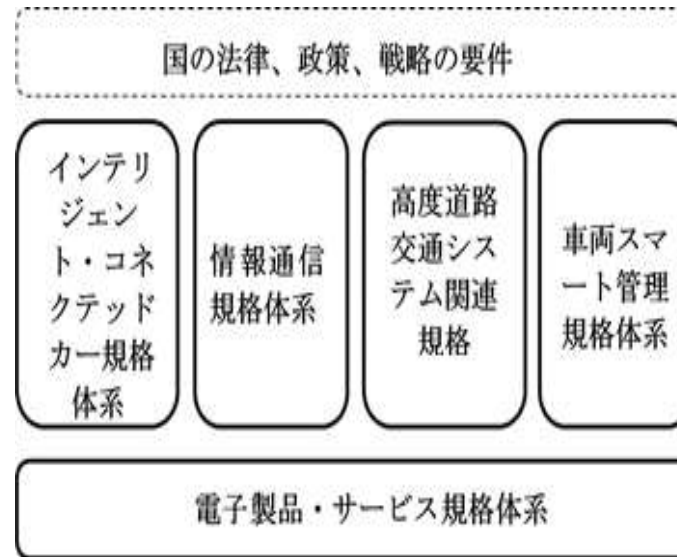 国の法律、政策、戦略の要件
インテリ
ジェン
ト・コネ
クテッド
カー規格
体系
情報通信
規格体系
高度道路
交通シス
テム関連
規格
車両スマ
ート管理
規格体系
電子製品・サービス規格体系